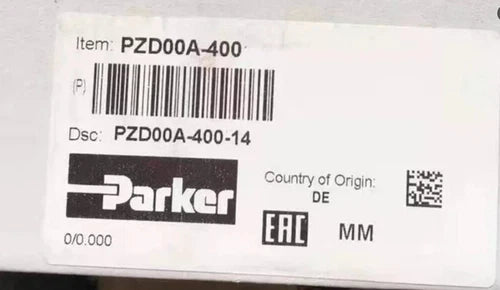 Item: PZD00A-400
(P)
Dsc: PZD00A-400-14
Parker
Country of Origin:
DE
EAC MM
0/0.000